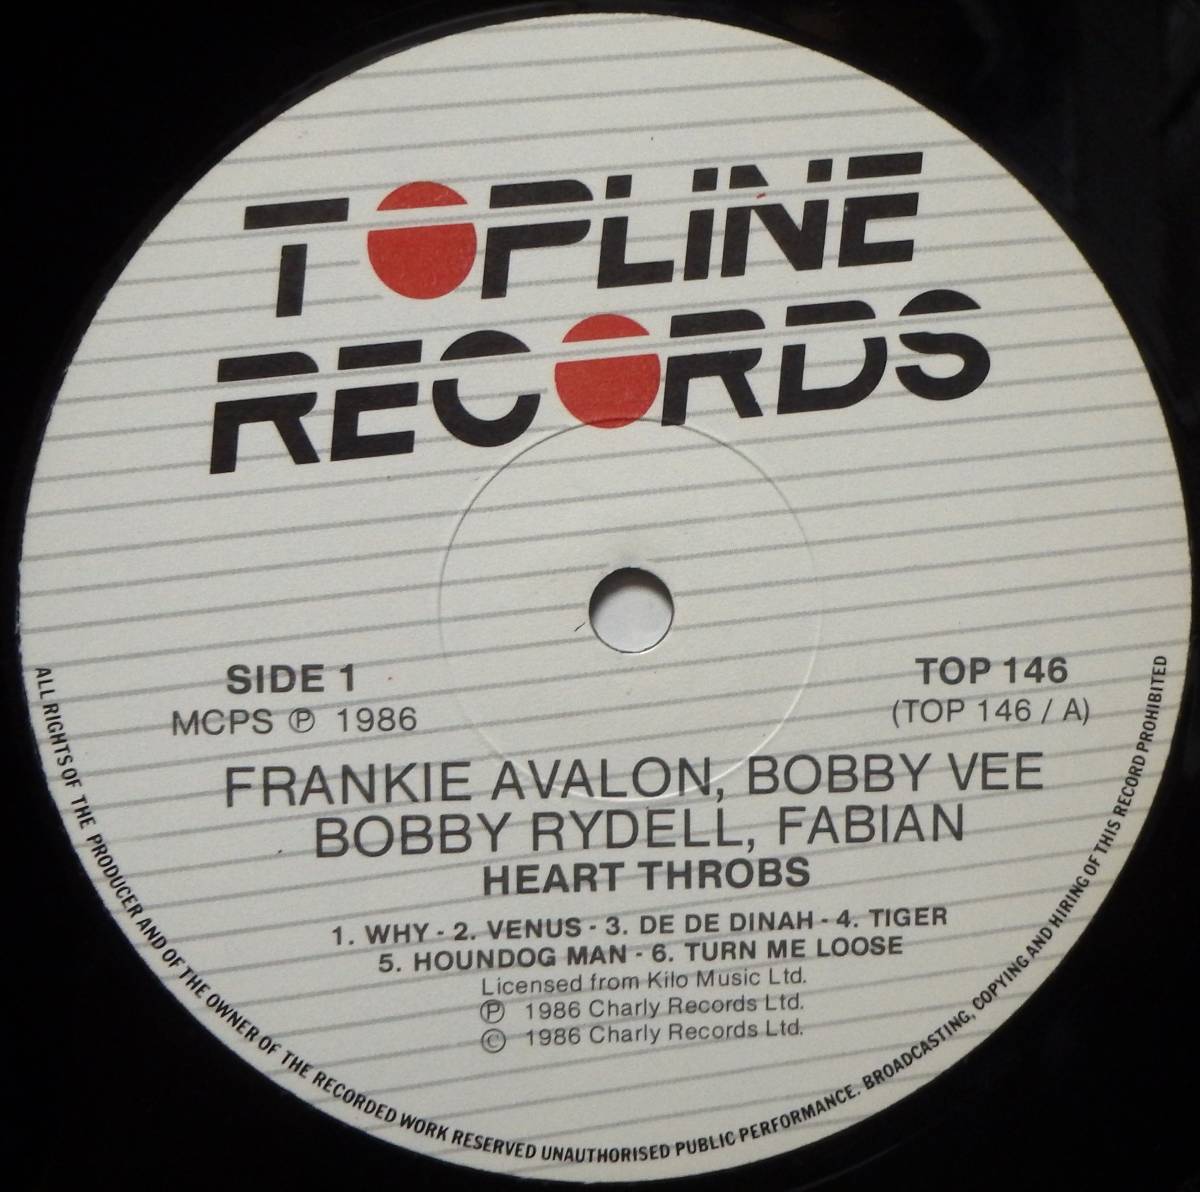 TOPLINE
RECORDS
SIDE 1
MCPS Ⓟ 1986
TOP 146
(TOP 146 / A)
FRANKIE AVALON, BOBBY VEE
BOBBY RYDELL, FABIAN
HEART THROBS
1. WHY - 2. VENUS - 3. DE DE DINAH - 4. TIGER
5. HOUNDOG MAN - 6. TURN ME LOOSE
Licensed from Kilo Music Ltd.
Ⓟ 1986 Charly Records Ltd.
© 1986 Charly Records Ltd.
ALL RIGHTS OF THE PRODUCER AND OF THE OWNER OF THE RECORDED WORK RESERVED UNAUTHORISED PUBLIC PERFORMANCE. BROADCASTING, COPYING AND HIRING OF THIS RECORD PROHIBITED